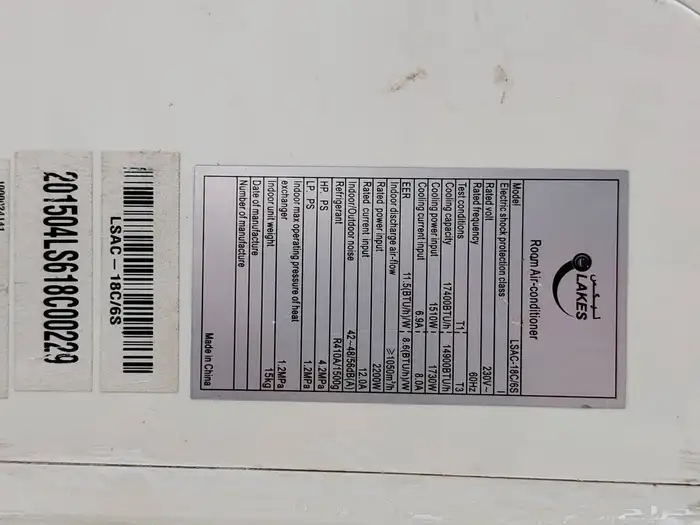 ليكس
LAKES
Room Air-conditioner
Model LSAC-18C/6S
Electric shock protection class I
Rated volt 230V~
Rated frequency 60Hz
Test conditions T1 T3
Cooling capacity 17400BTU/h 14900BTU/h
Cooling power input 1510W 1730W
Cooling current input 6.9A 8.0A
EER 11.5(BTU/h)/W 8.6(BTU/h)/W
Indoor discharge air-flow ≥1050m³/h
Rated power input 2200W
Rated current input 12.0A
Indoor/Outdoor noise 42-48/56dB(A)
Refrigerant R410A/1500g
HP PS 4.2MPa
LP PS 1.2MPa
Indoor max operating pressure of heat
exchanger 1.2MPa
Indoor unit weight 15kg
Date of manufacture
Number of manufacture
Made in China
LSAC-18C/6S
201504LS618C00229